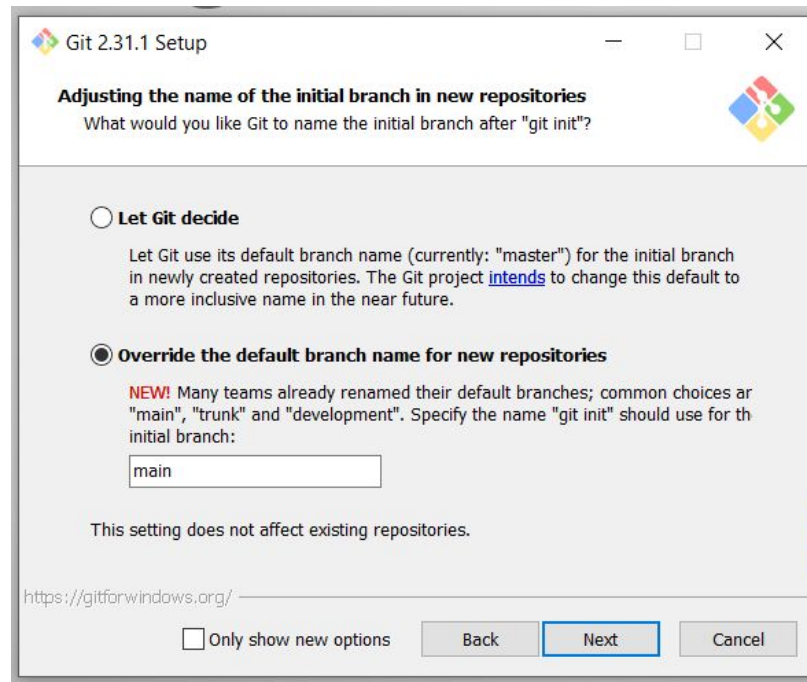 Git 2.31.1 Setup
Adjusting the name of the initial branch in new repositories
What would you like Git to name the initial branch after "git init"?
Let Git decide
Let Git use its default branch name (currently: "master") for the initial branch
in newly created repositories. The Git project intends to change this default to
a more inclusive name in the near future.
Override the default branch name for new repositories
NEW! Many teams already renamed their default branches; common choices ar
"main", "trunk" and "development". Specify the name "git init" should use for th
initial branch:
main
This setting does not affect existing repositories.
https://gitforwindows.org/
Only show new options Back Next Cancel